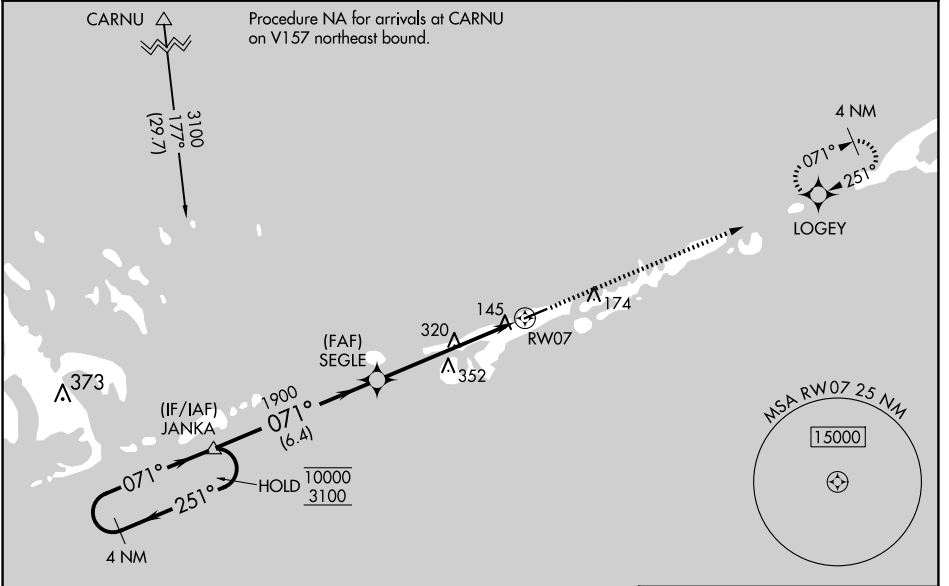 CARNU
Procedure NA for arrivals at CARNU
on V157 northeast bound.
3100
177°
(29.7)
4 NM
071°
251°
LOGEY
174
145
RW07
320
352
(FAF)
SEGLE
373
(IF/IAF)
JANKA
1900
071°
(6.4)
071°
251°
HOLD
10000
3100
4 NM
MSA RW07 25 NM
15000